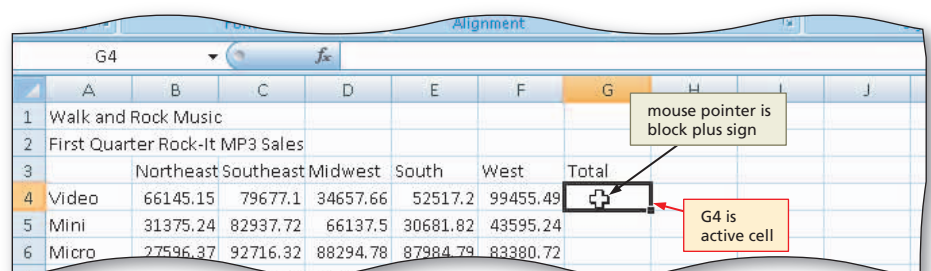 Alignment
G4 fx
A B C D E F G H I J
mouse pointer is
block plus sign
1 Walk and Rock Music
2 First Quarter Rock-It MP3 Sales
3 Northeast Southeast Midwest South West Total
4 Video 66145.15 79677.1 34657.66 52517.2 99455.49
5 Mini 31375.24 82937.72 66137.5 30681.82 43595.24
G4 is
active cell
6 Micro 27596.37 92716.32 88294.78 87984.79 83380.72